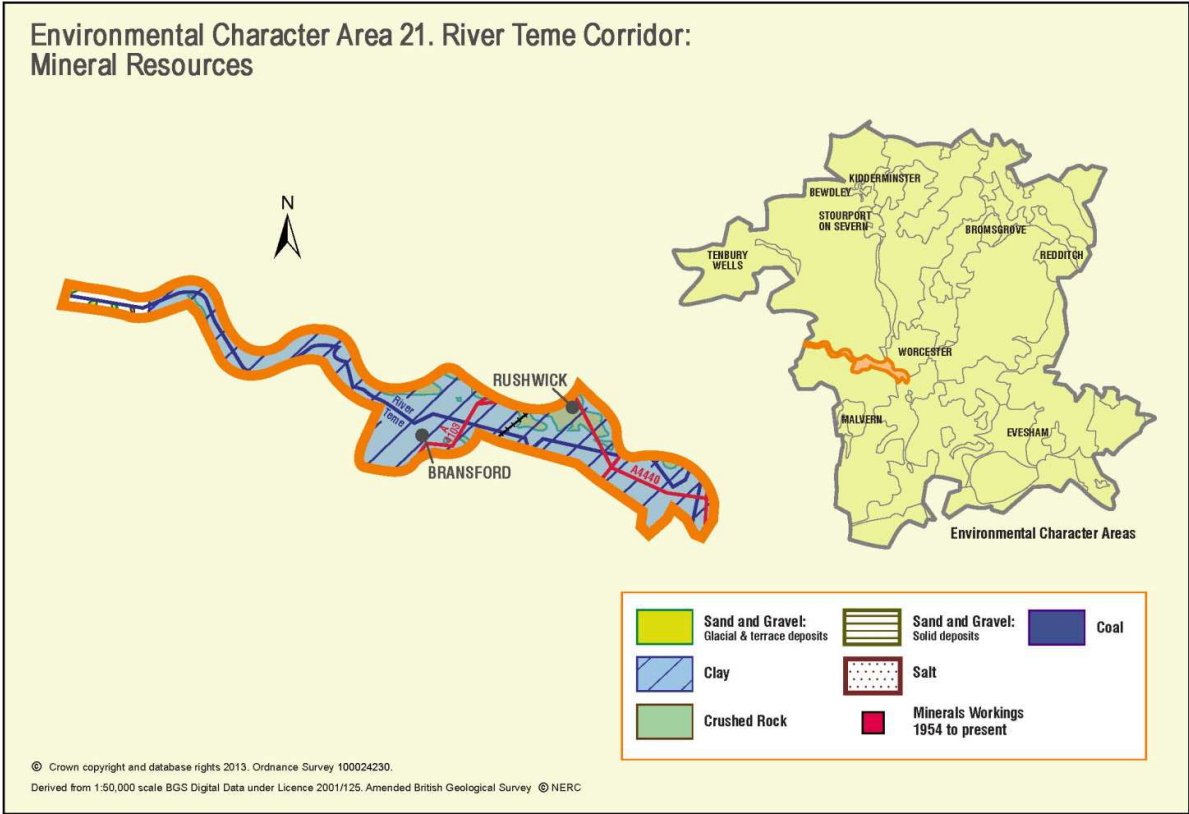 Environmental Character Area 21. River Teme Corridor:
Mineral Resources
N
KIDDERMINSTER
BEWDLEY
STOURPORT
ON SEVERN
BROMSGROVE
TENBURY
WELLS
REDDITCH
WORCESTER
MALVERN
EVESHAM
Environmental Character Areas
RUSHWICK
River
Teme
A
4103
BRANSFORD
A4440
Sand and Gravel:
Glacial & terrace deposits
Sand and Gravel:
Solid deposits
Coal
Clay
Salt
Crushed Rock
Minerals Workings
1954 to present
© Crown copyright and database rights 2013. Ordnance Survey 100024230.
Derived from 1:50,000 scale BGS Digital Data under Licence 2001/125. Amended British Geological Survey © NERC